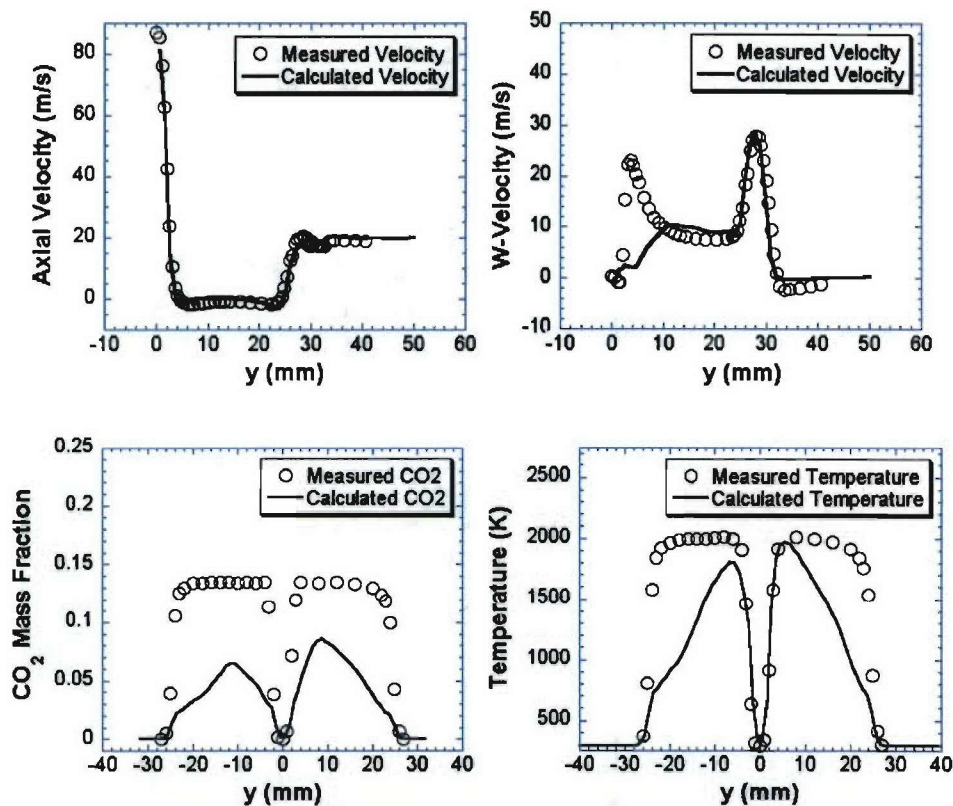 Axial Velocity (m/s)
80
60
40
20
0
Measured Velocity
Calculated Velocity
-10 0 10 20 30 40 50 60
y (mm)
W-Velocity (m/s)
50
40
30
20
10
0
-10
Measured Velocity
Calculated Velocity
-10 0 10 20 30 40 50 60
y (mm)
CO2 Mass Fraction
0.25
0.2
0.15
0.1
0.05
0
Measured CO2
Calculated CO2
-40 -30 -20 -10 0 10 20 30 40
y (mm)
Temperature (K)
2500
2000
1500
1000
500
Measured Temperature
Calculated Temperature
-40 -30 -20 -10 0 10 20 30 40
y (mm)